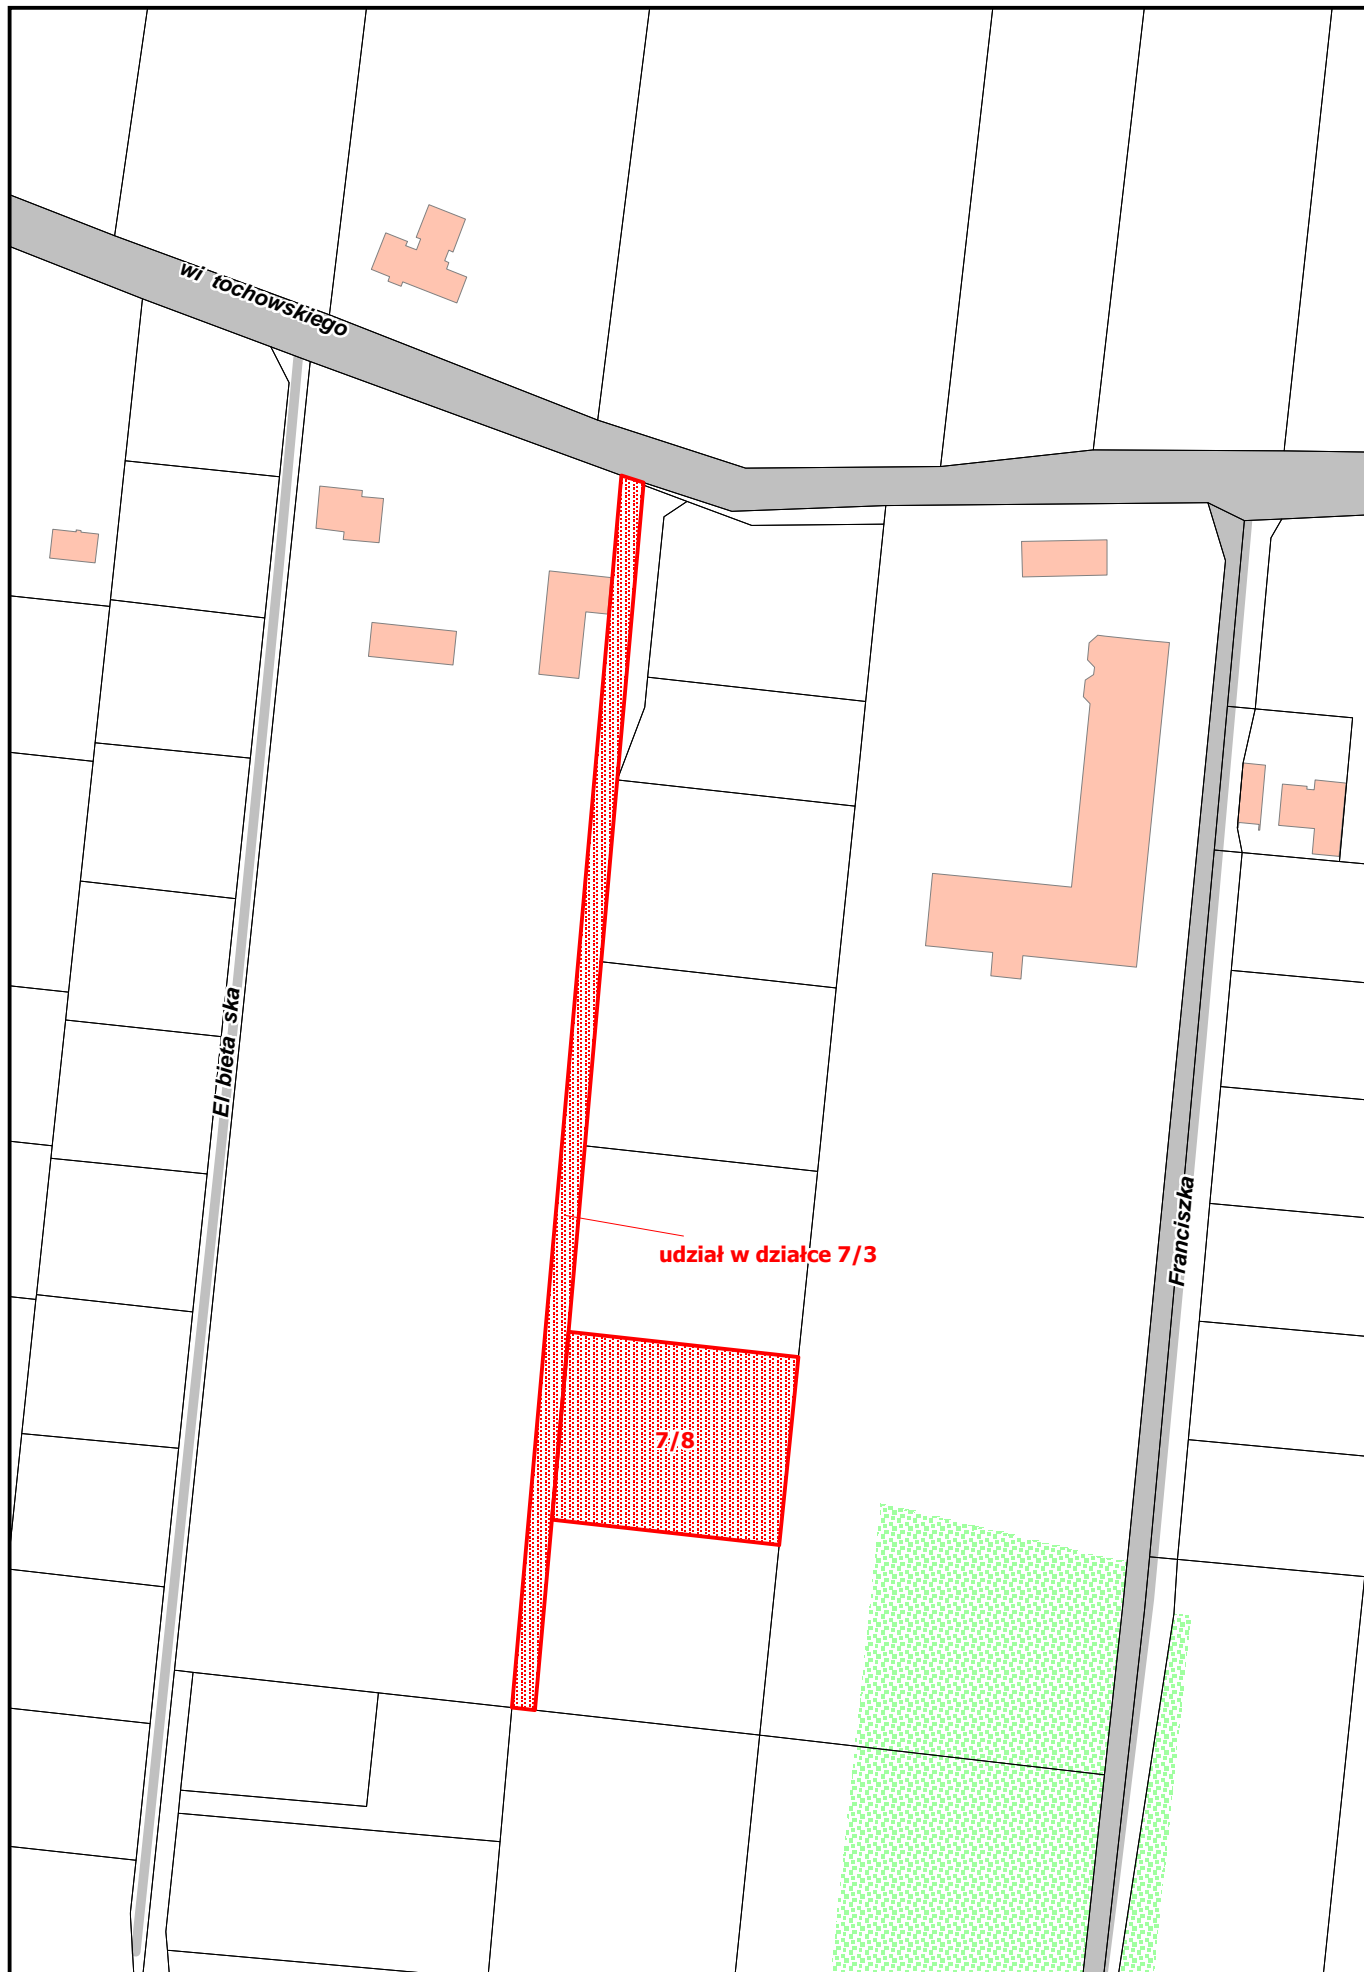 wi tochowskiego
El bieta ska
Franciszka
udział w działce 7/3
7/8